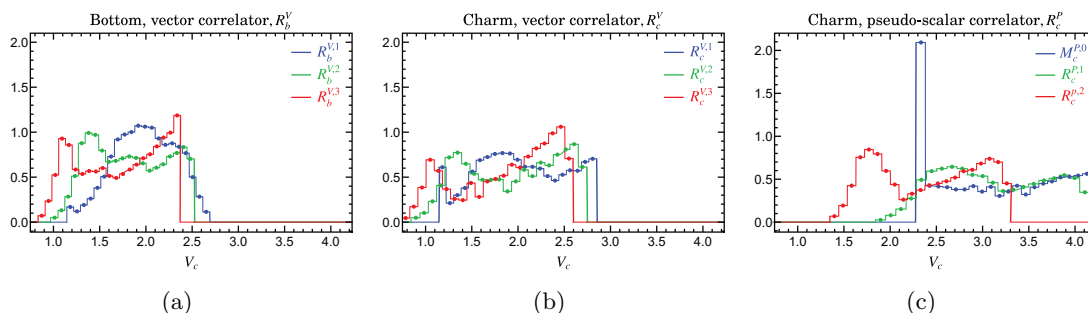 Bottom, vector correlator, R_b^V
2.0
1.5
1.0
0.5
0.0
R_b^{V,1}
R_b^{V,2}
R_b^{V,3}
1.0 1.5 2.0 2.5 3.0 3.5 4.0
V_c
(a)
Charm, vector correlator, R_c^V
2.0
1.5
1.0
0.5
0.0
R_c^{V,1}
R_c^{V,2}
R_c^{V,3}
1.0 1.5 2.0 2.5 3.0 3.5 4.0
V_c
(b)
Charm, pseudo-scalar correlator, R_c^P
2.0
1.5
1.0
0.5
0.0
M_c^{P,0}
R_c^{P,1}
R_c^{p,2}
1.0 1.5 2.0 2.5 3.0 3.5 4.0
V_c
(c)